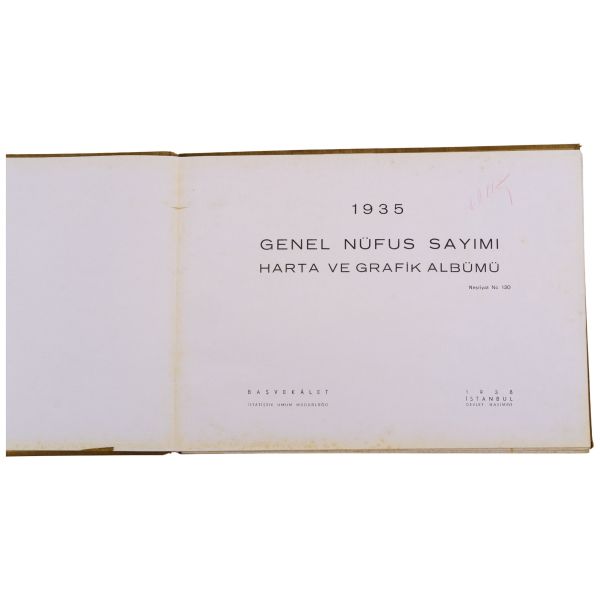 1935
GENEL NÜFUS SAYIMI
HARTA VE GRAFİK ALBÜMÜ
Neşriyat No 130
BAŞVEKÂLET
İSTATİSTİK UMUM MÜDÜRLÜĞÜ
1938
İSTANBUL
DEVLET BASIMEVİ